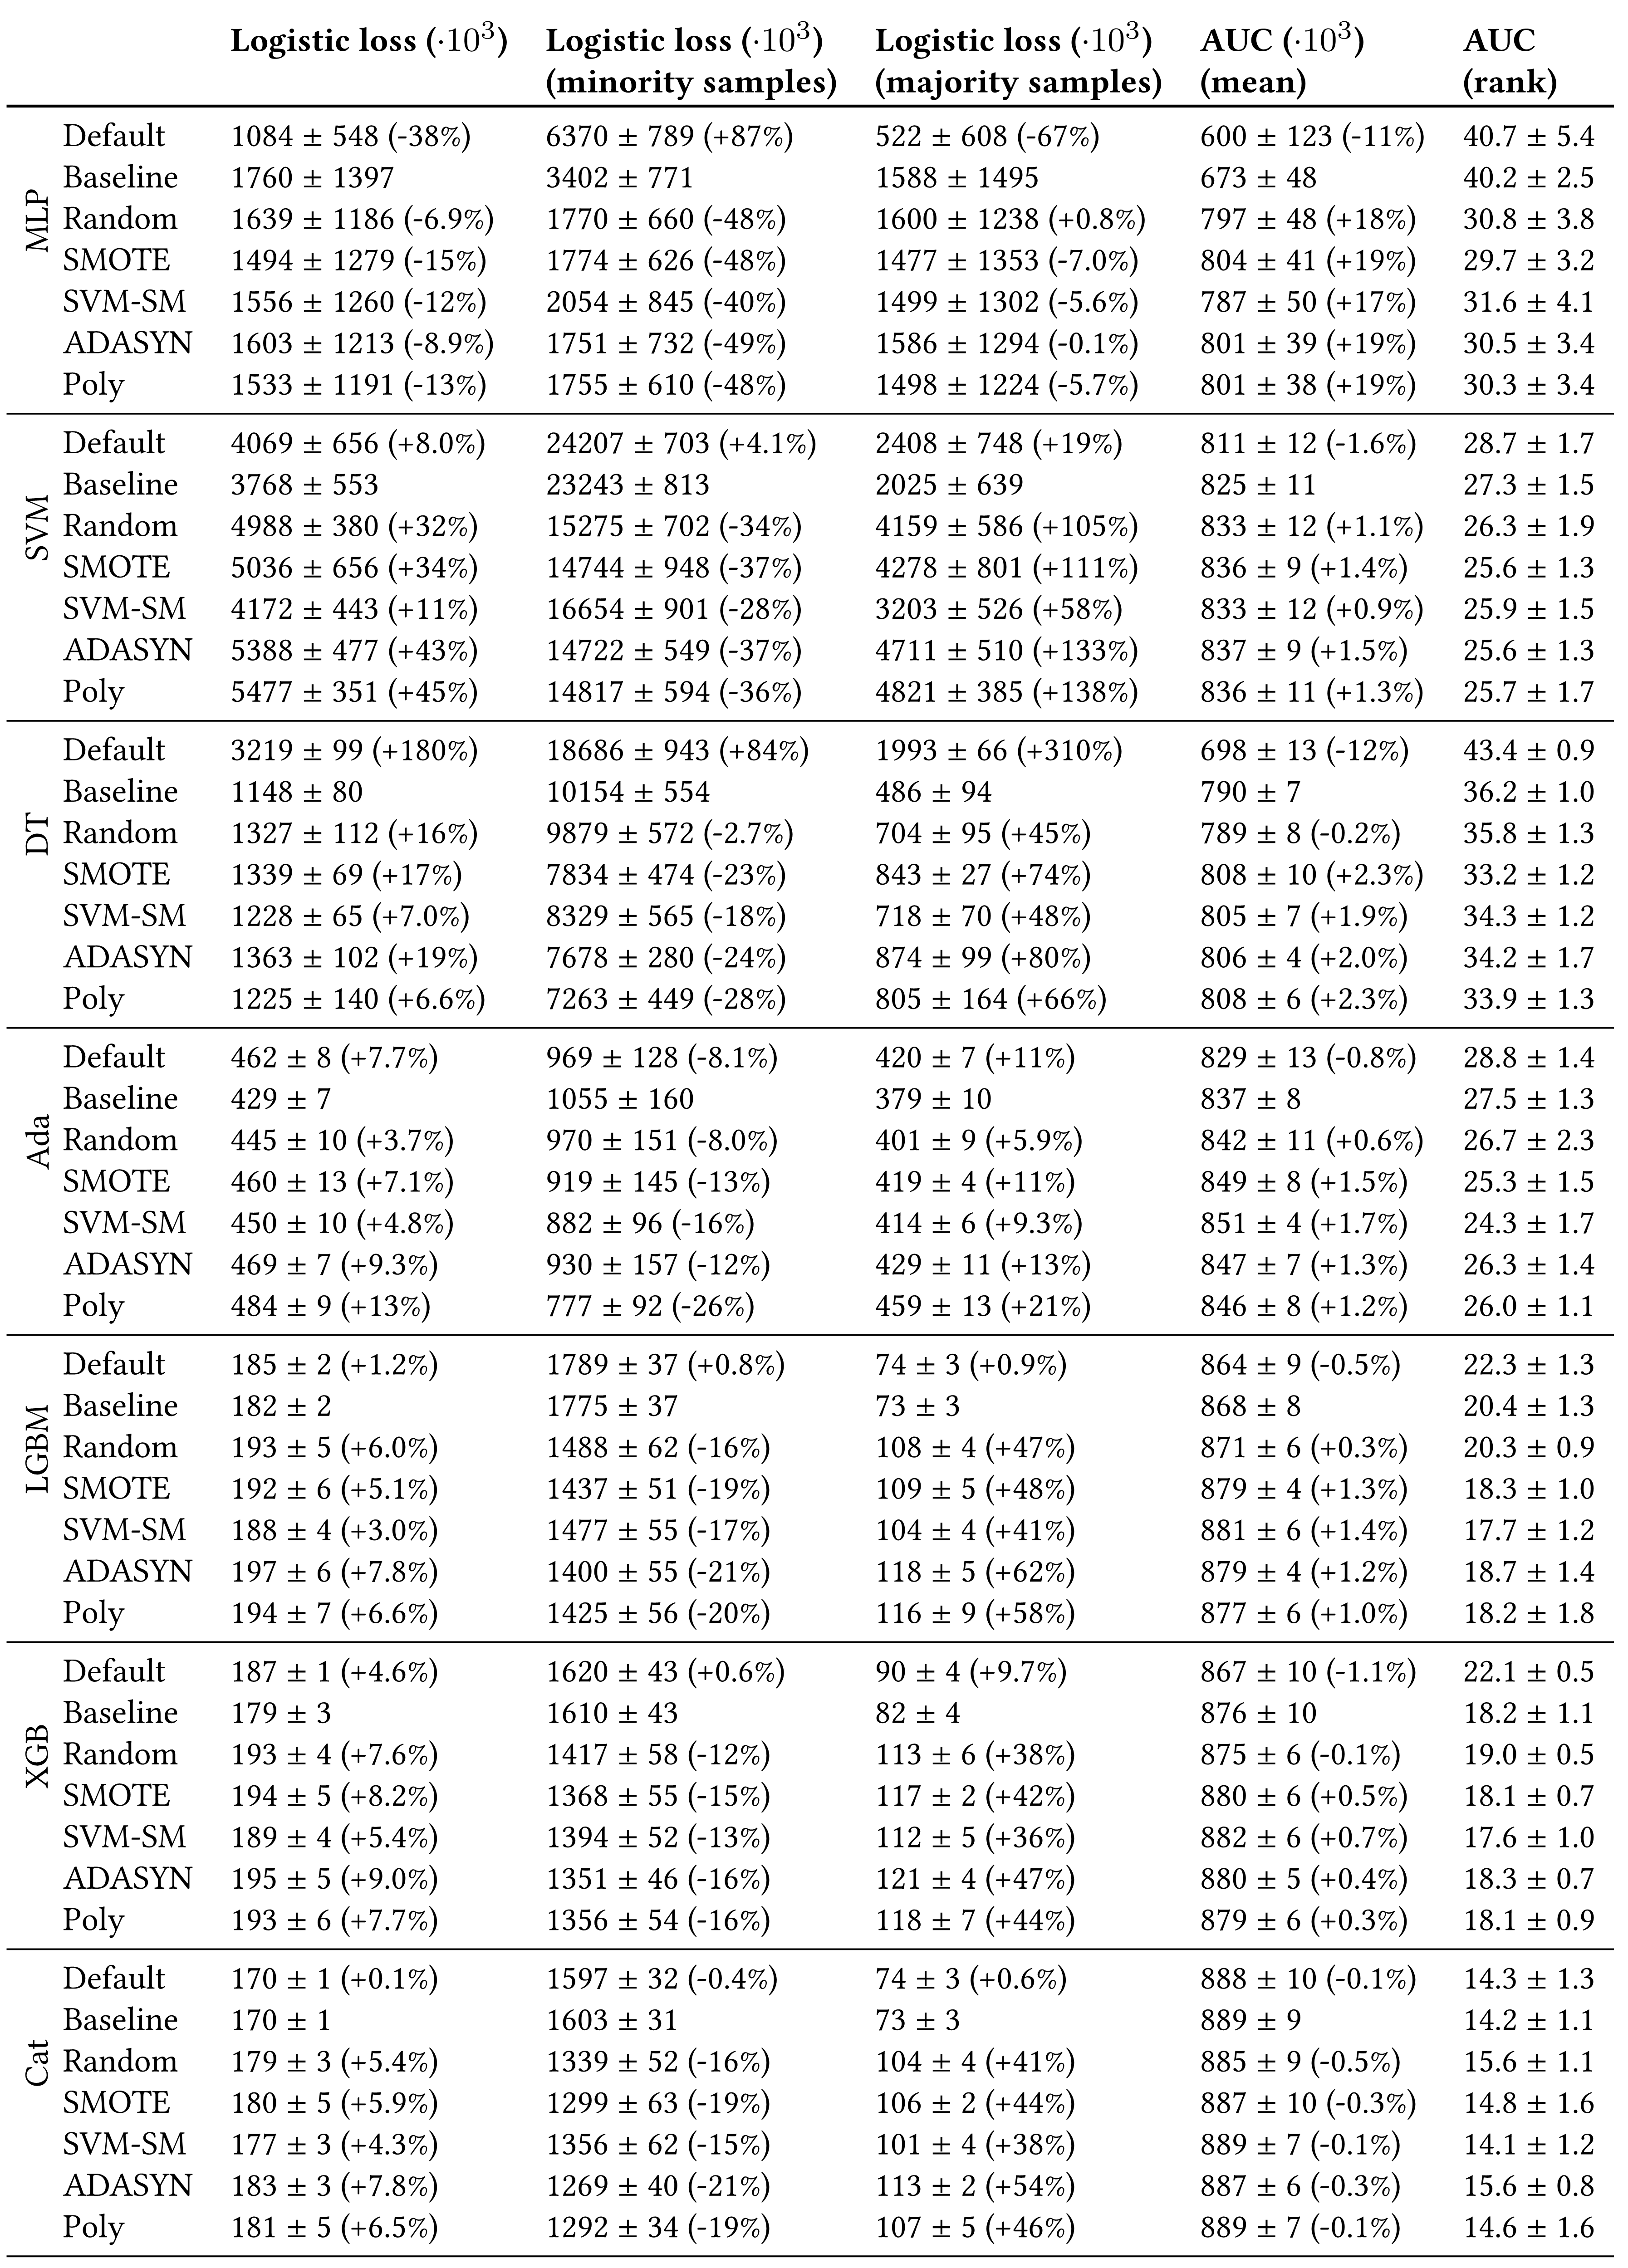 Logistic loss (·10³) Logistic loss (·10³) Logistic loss (·10³) AUC (·10³) AUC
(minority samples) (majority samples) (mean) (rank)
MLP
Default 1084 ± 548 (-38%) 6370 ± 789 (+87%) 522 ± 608 (-67%) 600 ± 123 (-11%) 40.7 ± 5.4
Baseline 1760 ± 1397 3402 ± 771 1588 ± 1495 673 ± 48 40.2 ± 2.5
Random 1639 ± 1186 (-6.9%) 1770 ± 660 (-48%) 1600 ± 1238 (+0.8%) 797 ± 48 (+18%) 30.8 ± 3.8
SMOTE 1494 ± 1279 (-15%) 1774 ± 626 (-48%) 1477 ± 1353 (-7.0%) 804 ± 41 (+19%) 29.7 ± 3.2
SVM-SM 1556 ± 1260 (-12%) 2054 ± 845 (-40%) 1499 ± 1302 (-5.6%) 787 ± 50 (+17%) 31.6 ± 4.1
ADASYN 1603 ± 1213 (-8.9%) 1751 ± 732 (-49%) 1586 ± 1294 (-0.1%) 801 ± 39 (+19%) 30.5 ± 3.4
Poly 1533 ± 1191 (-13%) 1755 ± 610 (-48%) 1498 ± 1224 (-5.7%) 801 ± 38 (+19%) 30.3 ± 3.4
SVM
Default 4069 ± 656 (+8.0%) 24207 ± 703 (+4.1%) 2408 ± 748 (+19%) 811 ± 12 (-1.6%) 28.7 ± 1.7
Baseline 3768 ± 553 23243 ± 813 2025 ± 639 825 ± 11 27.3 ± 1.5
Random 4988 ± 380 (+32%) 15275 ± 702 (-34%) 4159 ± 586 (+105%) 833 ± 12 (+1.1%) 26.3 ± 1.9
SMOTE 5036 ± 656 (+34%) 14744 ± 948 (-37%) 4278 ± 801 (+111%) 836 ± 9 (+1.4%) 25.6 ± 1.3
SVM-SM 4172 ± 443 (+11%) 16654 ± 901 (-28%) 3203 ± 526 (+58%) 833 ± 12 (+0.9%) 25.9 ± 1.5
ADASYN 5388 ± 477 (+43%) 14722 ± 549 (-37%) 4711 ± 510 (+133%) 837 ± 9 (+1.5%) 25.6 ± 1.3
Poly 5477 ± 351 (+45%) 14817 ± 594 (-36%) 4821 ± 385 (+138%) 836 ± 11 (+1.3%) 25.7 ± 1.7
DT
Default 3219 ± 99 (+180%) 18686 ± 943 (+84%) 1993 ± 66 (+310%) 698 ± 13 (-12%) 43.4 ± 0.9
Baseline 1148 ± 80 10154 ± 554 486 ± 94 790 ± 7 36.2 ± 1.0
Random 1327 ± 112 (+16%) 9879 ± 572 (-2.7%) 704 ± 95 (+45%) 789 ± 8 (-0.2%) 35.8 ± 1.3
SMOTE 1339 ± 69 (+17%) 7834 ± 474 (-23%) 843 ± 27 (+74%) 808 ± 10 (+2.3%) 33.2 ± 1.2
SVM-SM 1228 ± 65 (+7.0%) 8329 ± 565 (-18%) 718 ± 70 (+48%) 805 ± 7 (+1.9%) 34.3 ± 1.2
ADASYN 1363 ± 102 (+19%) 7678 ± 280 (-24%) 874 ± 99 (+80%) 806 ± 4 (+2.0%) 34.2 ± 1.7
Poly 1225 ± 140 (+6.6%) 7263 ± 449 (-28%) 805 ± 164 (+66%) 808 ± 6 (+2.3%) 33.9 ± 1.3
Ada
Default 462 ± 8 (+7.7%) 969 ± 128 (-8.1%) 420 ± 7 (+11%) 829 ± 13 (-0.8%) 28.8 ± 1.4
Baseline 429 ± 7 1055 ± 160 379 ± 10 837 ± 8 27.5 ± 1.3
Random 445 ± 10 (+3.7%) 970 ± 151 (-8.0%) 401 ± 9 (+5.9%) 842 ± 11 (+0.6%) 26.7 ± 2.3
SMOTE 460 ± 13 (+7.1%) 919 ± 145 (-13%) 419 ± 4 (+11%) 849 ± 8 (+1.5%) 25.3 ± 1.5
SVM-SM 450 ± 10 (+4.8%) 882 ± 96 (-16%) 414 ± 6 (+9.3%) 851 ± 4 (+1.7%) 24.3 ± 1.7
ADASYN 469 ± 7 (+9.3%) 930 ± 157 (-12%) 429 ± 11 (+13%) 847 ± 7 (+1.3%) 26.3 ± 1.4
Poly 484 ± 9 (+13%) 777 ± 92 (-26%) 459 ± 13 (+21%) 846 ± 8 (+1.2%) 26.0 ± 1.1
LGBM
Default 185 ± 2 (+1.2%) 1789 ± 37 (+0.8%) 74 ± 3 (+0.9%) 864 ± 9 (-0.5%) 22.3 ± 1.3
Baseline 182 ± 2 1775 ± 37 73 ± 3 868 ± 8 20.4 ± 1.3
Random 193 ± 5 (+6.0%) 1488 ± 62 (-16%) 108 ± 4 (+47%) 871 ± 6 (+0.3%) 20.3 ± 0.9
SMOTE 192 ± 6 (+5.1%) 1437 ± 51 (-19%) 109 ± 5 (+48%) 879 ± 4 (+1.3%) 18.3 ± 1.0
SVM-SM 188 ± 4 (+3.0%) 1477 ± 55 (-17%) 104 ± 4 (+41%) 881 ± 6 (+1.4%) 17.7 ± 1.2
ADASYN 197 ± 6 (+7.8%) 1400 ± 55 (-21%) 118 ± 5 (+62%) 879 ± 4 (+1.2%) 18.7 ± 1.4
Poly 194 ± 7 (+6.6%) 1425 ± 56 (-20%) 116 ± 9 (+58%) 877 ± 6 (+1.0%) 18.2 ± 1.8
XGB
Default 187 ± 1 (+4.6%) 1620 ± 43 (+0.6%) 90 ± 4 (+9.7%) 867 ± 10 (-1.1%) 22.1 ± 0.5
Baseline 179 ± 3 1610 ± 43 82 ± 4 876 ± 10 18.2 ± 1.1
Random 193 ± 4 (+7.6%) 1417 ± 58 (-12%) 113 ± 6 (+38%) 875 ± 6 (-0.1%) 19.0 ± 0.5
SMOTE 194 ± 5 (+8.2%) 1368 ± 55 (-15%) 117 ± 2 (+42%) 880 ± 6 (+0.5%) 18.1 ± 0.7
SVM-SM 189 ± 4 (+5.4%) 1394 ± 52 (-13%) 112 ± 5 (+36%) 882 ± 6 (+0.7%) 17.6 ± 1.0
ADASYN 195 ± 5 (+9.0%) 1351 ± 46 (-16%) 121 ± 4 (+47%) 880 ± 5 (+0.4%) 18.3 ± 0.7
Poly 193 ± 6 (+7.7%) 1356 ± 54 (-16%) 118 ± 7 (+44%) 879 ± 6 (+0.3%) 18.1 ± 0.9
Cat
Default 170 ± 1 (+0.1%) 1597 ± 32 (-0.4%) 74 ± 3 (+0.6%) 888 ± 10 (-0.1%) 14.3 ± 1.3
Baseline 170 ± 1 1603 ± 31 73 ± 3 889 ± 9 14.2 ± 1.1
Random 179 ± 3 (+5.4%) 1339 ± 52 (-16%) 104 ± 4 (+41%) 885 ± 9 (-0.5%) 15.6 ± 1.1
SMOTE 180 ± 5 (+5.9%) 1299 ± 63 (-19%) 106 ± 2 (+44%) 887 ± 10 (-0.3%) 14.8 ± 1.6
SVM-SM 177 ± 3 (+4.3%) 1356 ± 62 (-15%) 101 ± 4 (+38%) 889 ± 7 (-0.1%) 14.1 ± 1.2
ADASYN 183 ± 3 (+7.8%) 1269 ± 40 (-21%) 113 ± 2 (+54%) 887 ± 6 (-0.3%) 15.6 ± 0.8
Poly 181 ± 5 (+6.5%) 1292 ± 34 (-19%) 107 ± 5 (+46%) 889 ± 7 (-0.1%) 14.6 ± 1.6